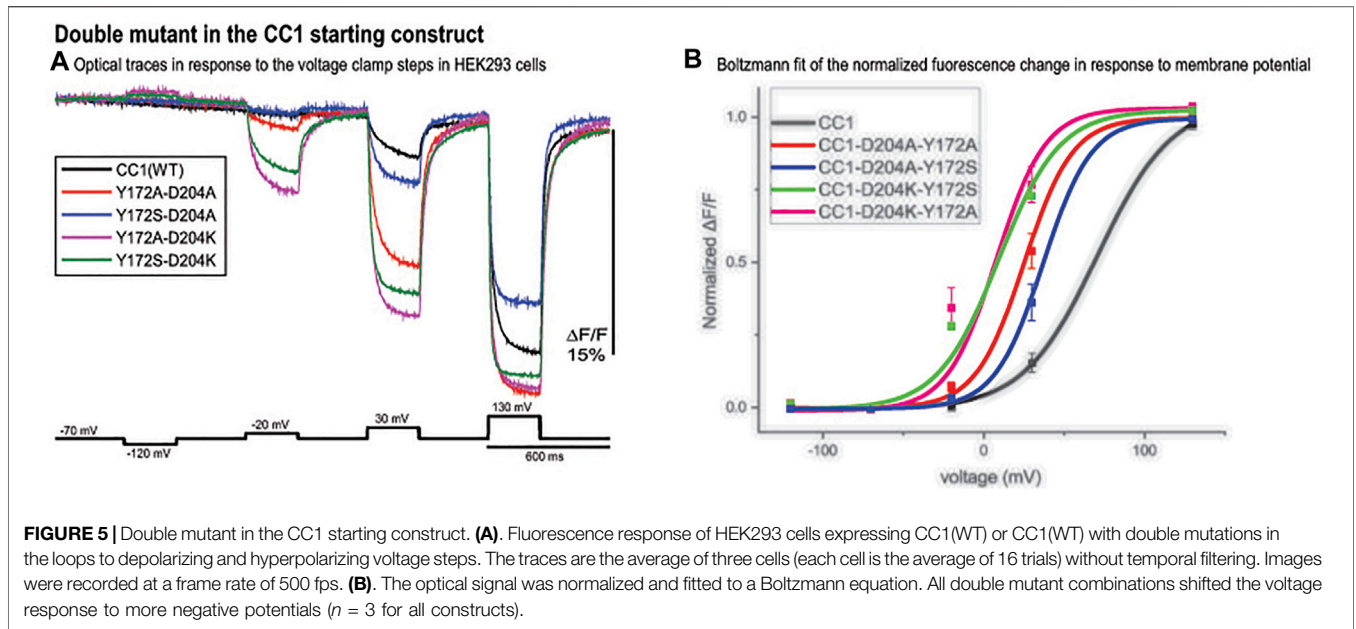 Double mutant in the CC1 starting construct
A Optical traces in response to the voltage clamp steps in HEK293 cells
CC1(WT)
Y172A-D204A
Y172S-D204A
Y172A-D204K
Y172S-D204K
ΔF/F
15%
-70 mV
-120 mV
-20 mV
30 mV
130 mV
600 ms
B Boltzmann fit of the normalized fuorescence change in response to membrane potential
CC1
CC1-D204A-Y172A
CC1-D204A-Y172S
CC1-D204K-Y172S
CC1-D204K-Y172A
Normalized ΔF/F
1.0
0.5
0.0
-100
0
100
voltage (mV)
FIGURE 5 | Double mutant in the CC1 starting construct. (A). Fluorescence response of HEK293 cells expressing CC1(WT) or CC1(WT) with double mutations in
the loops to depolarizing and hyperpolarizing voltage steps. The traces are the average of three cells (each cell is the average of 16 trials) without temporal filtering. Images
were recorded at a frame rate of 500 fps. (B). The optical signal was normalized and fitted to a Boltzmann equation. All double mutant combinations shifted the voltage
response to more negative potentials (n = 3 for all constructs).